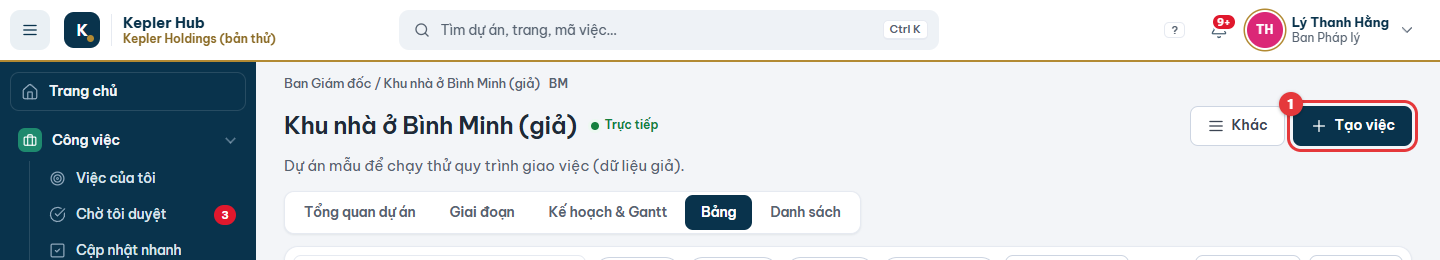 K
Kepler Hub
Kepler Holdings (bản thử)
Tìm dự án, trang, mã việc...
Ctrl K
?
9+
TH
Lý Thanh Hằng
Ban Pháp lý
Trang chủ
Công việc
Việc của tôi
Chờ tôi duyệt
3
Cập nhật nhanh
Ban Giám đốc / Khu nhà ở Bình Minh (giả) BM
Khu nhà ở Bình Minh (giả)
Trực tiếp
Khác
1
Tạo việc
Dự án mẫu để chạy thử quy trình giao việc (dữ liệu giả).
Tổng quan dự án
Giai đoạn
Kế hoạch & Gantt
Bảng
Danh sách